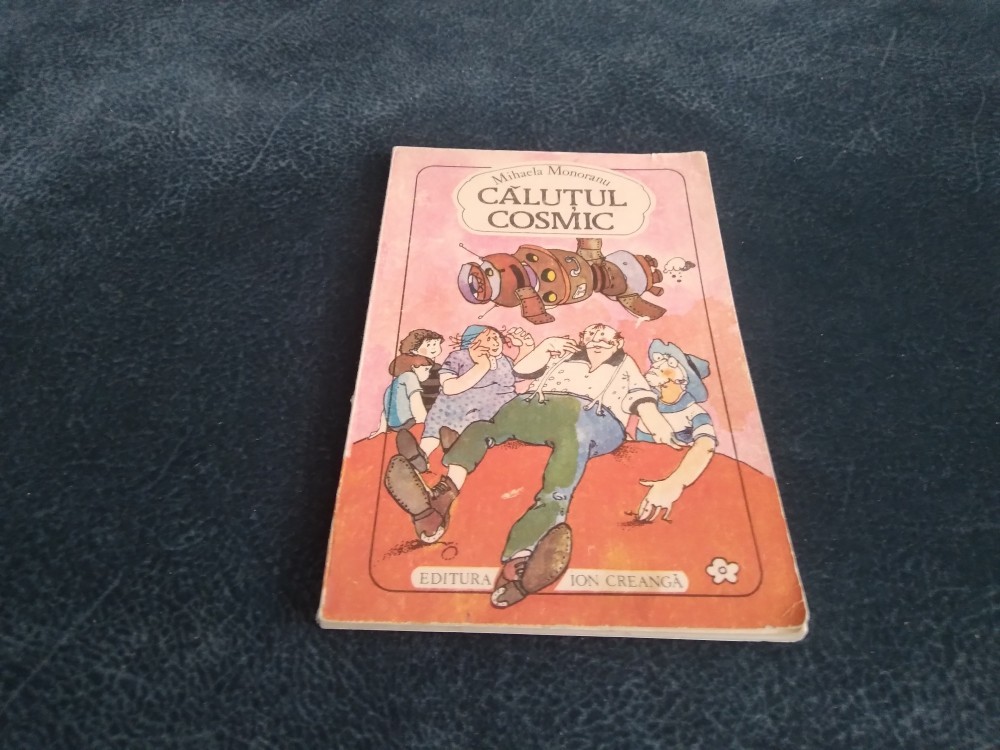 Mihaela Monoranu
CĂLUȚUL
COSMIC
EDITURA ION CREANGĂ